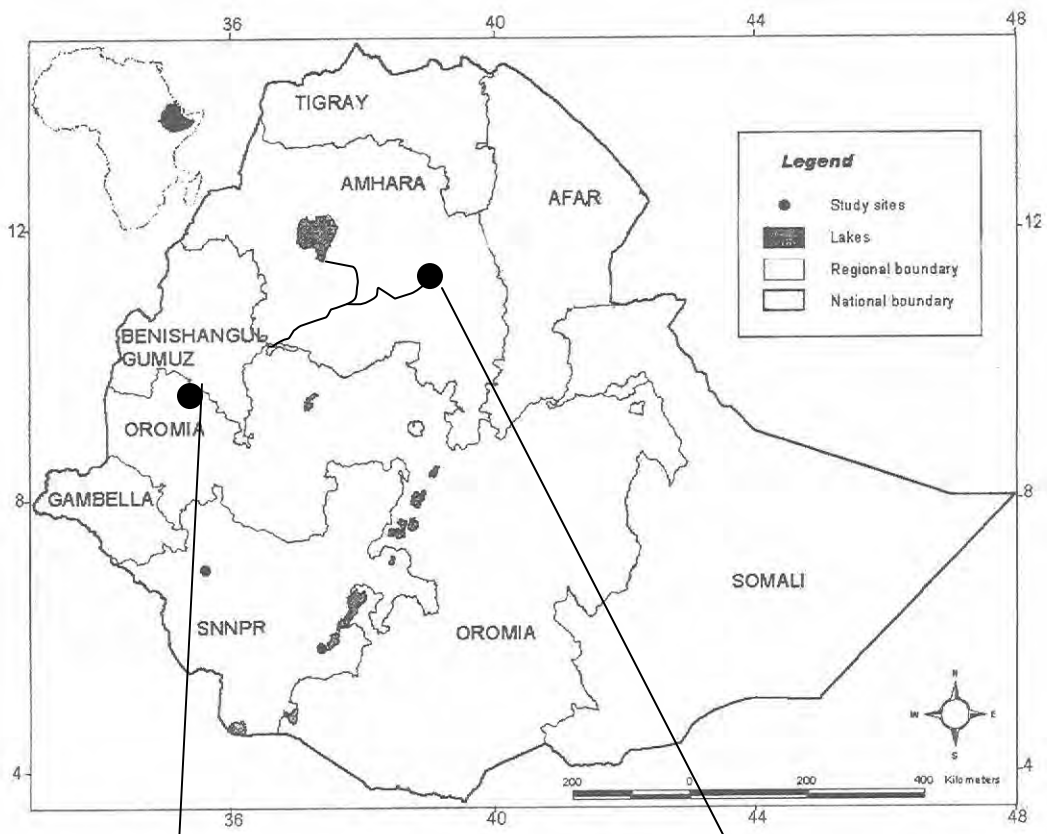 36
40
44
48
TIGRAY
AMHARA
AFAR
Legend
Study sites
Lakes
Regional boundary
National boundary
12
12
BENISHANGUL
GUMUZ
OROMIA
GAMBELLA
8
8
SOMALI
SNNPR
OROMIA
N
W
E
S
4
4
200
0
200
400
Kilometers
36
40
44
48